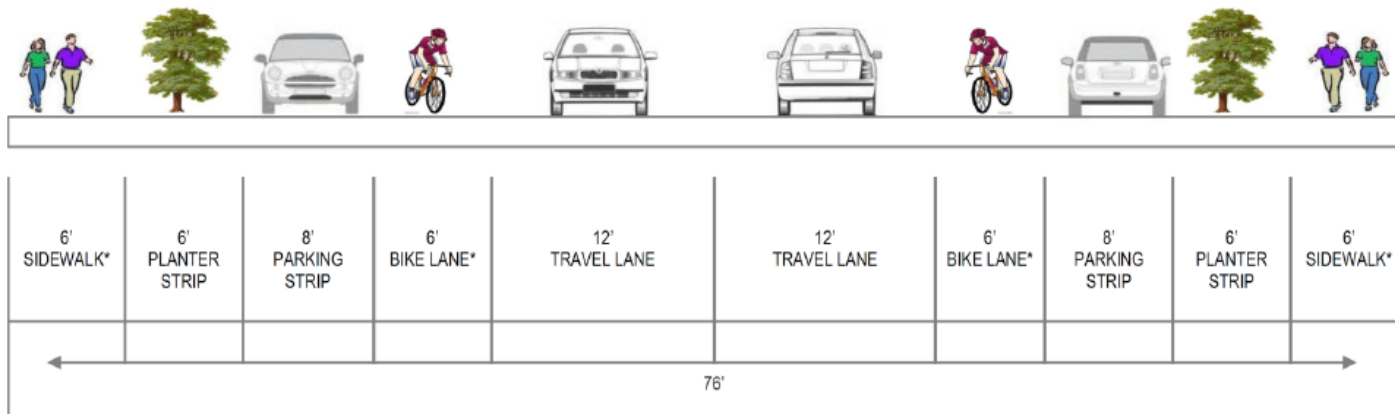 6’
SIDEWALK*
6’
PLANTER
STRIP
8’
PARKING
STRIP
6’
BIKE LANE*
12’
TRAVEL LANE
12’
TRAVEL LANE
6’
BIKE LANE*
8’
PARKING
STRIP
6’
PLANTER
STRIP
6’
SIDEWALK*
76’